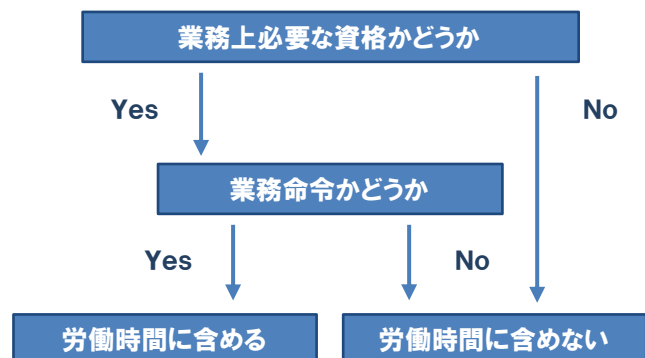 業務上必要な資格かどうか
Yes
No
業務命令かどうか
Yes
No
労働時間に含める
労働時間に含めない